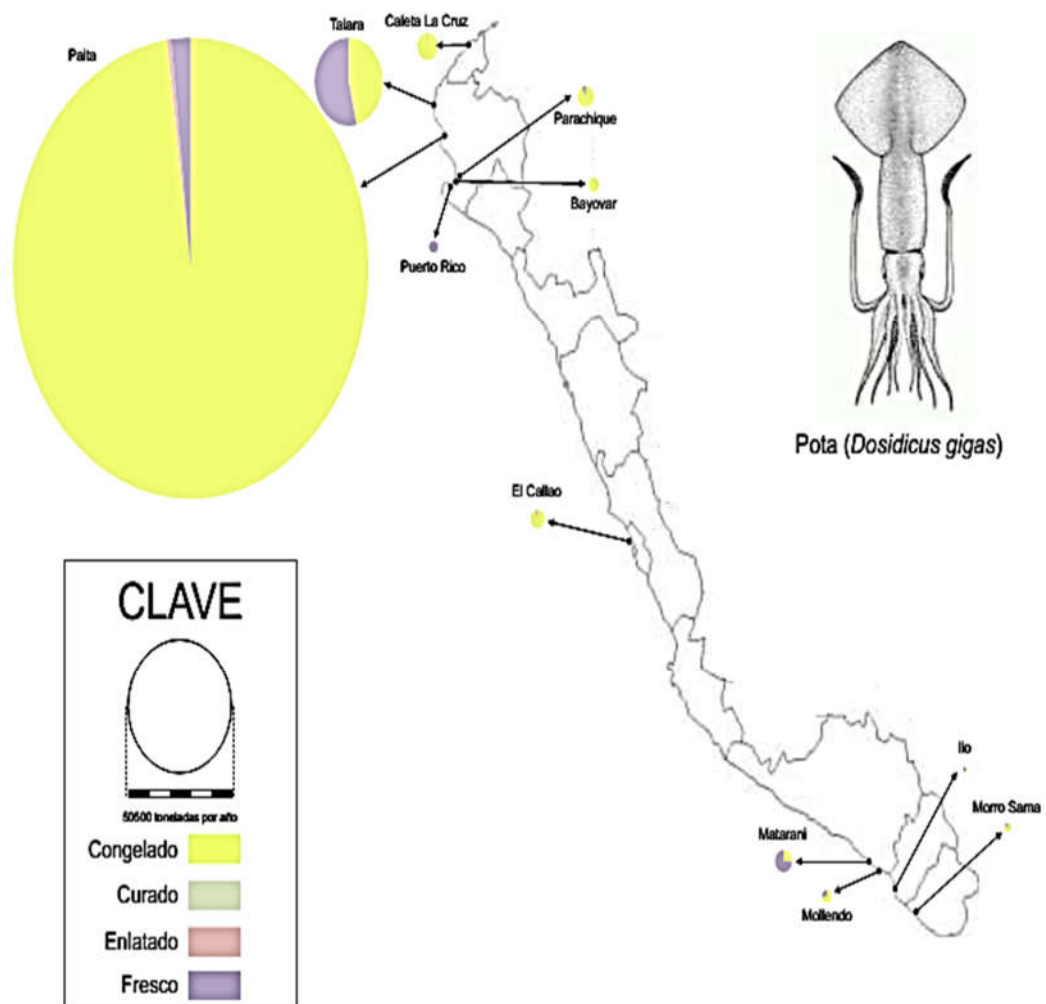 Paita
Talara
Caleta La Cruz
Parachique
Bayovar
Puerto Rico
Pota (Dosidicus gigas)
El Callao
CLAVE
50500 toneladas por año
Congelado
Curado
Enlatado
Fresco
Ilo
Morro Sama
Matarani
Mollendo